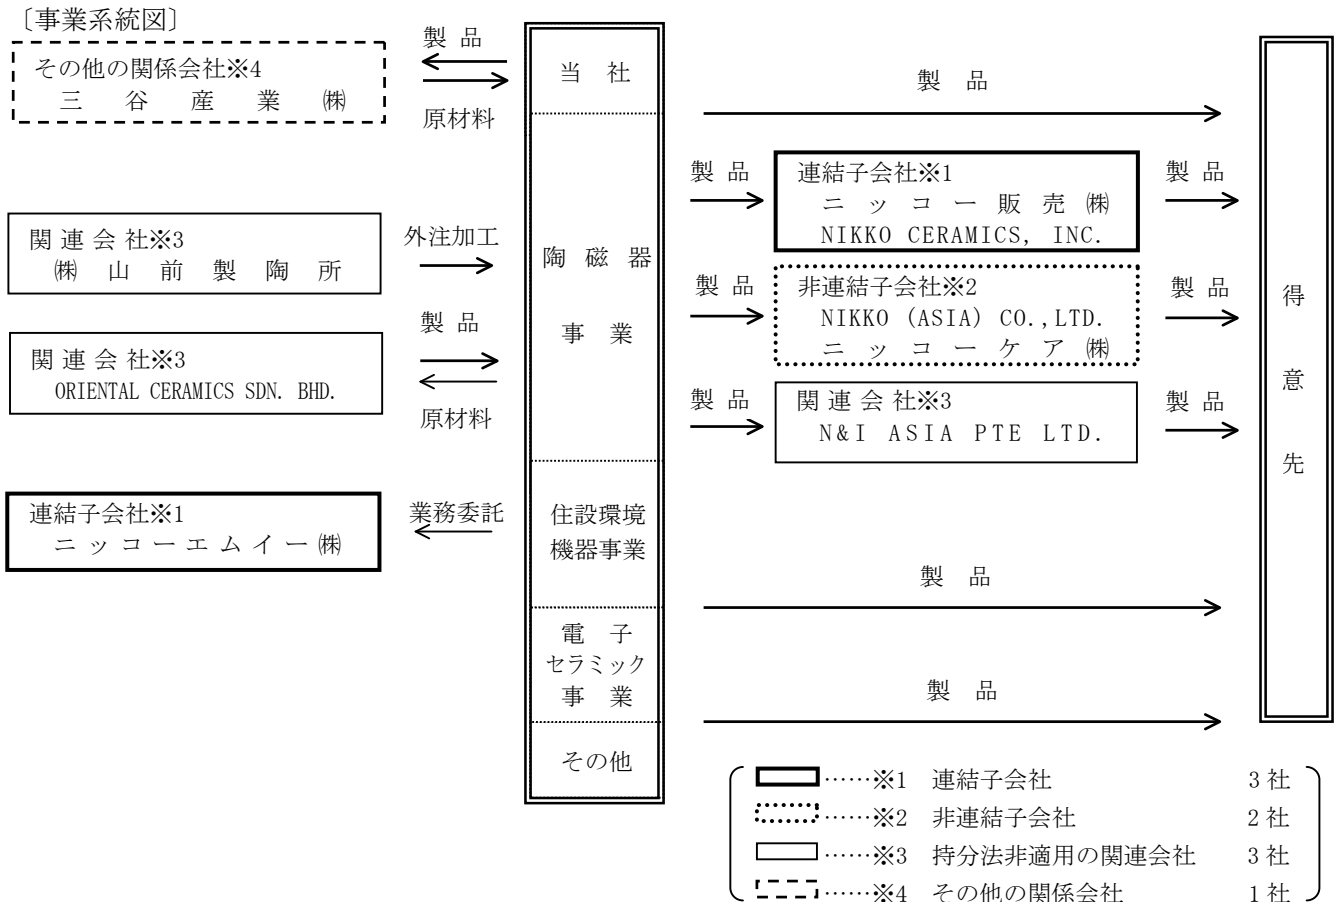 〔事業系統図〕
その他の関係会社※4
三谷産業㈱
製品
原材料
関連会社※3
㈱山前製陶所
外注加工
関連会社※3
ORIENTAL CERAMICS SDN. BHD.
製品
原材料
連結子会社※1
ニッコーエムイー㈱
業務委託
当社
陶磁器
事業
住設環境
機器事業
電子
セラミック
事業
その他
製品
製品
連結子会社※1
ニッコー販売㈱
NIKKO CERAMICS, INC.
製品
製品
非連結子会社※2
NIKKO (ASIA) CO.,LTD.
ニッコーケア㈱
製品
製品
関連会社※3
N&I ASIA PTE LTD.
製品
製品
製品
得意先
……※1 連結子会社 3社
……※2 非連結子会社 2社
……※3 持分法非適用の関連会社 3社
……※4 その他の関係会社 1社